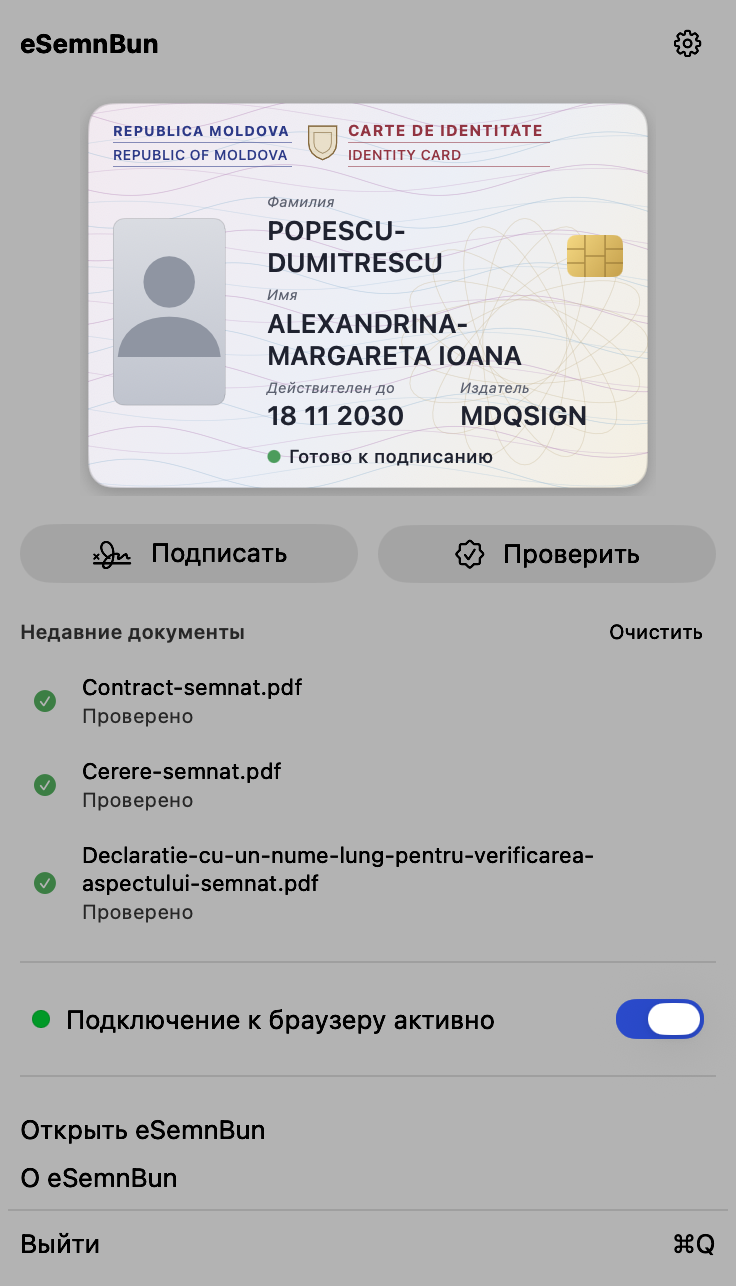 eSemnBun
REPUBLICA MOLDOVA
REPUBLIC OF MOLDOVA
CARTE DE IDENTITATE
IDENTITY CARD
Фамилия
POPESCU-
DUMITRESCU
Имя
ALEXANDRINA-
MARGARETA IOANA
Действителен до
18 11 2030
Издатель
MDQSIGN
Готово к подписанию
Подписать
Проверить
Недавние документы
Очистить
Contract-semnat.pdf
Проверено
Cerere-semnat.pdf
Проверено
Declaratie-cu-un-nume-lung-pentru-verificarea-
aspectului-semnat.pdf
Проверено
Подключение к браузеру активно
Открыть eSemnBun
О eSemnBun
Выйти ⌘Q